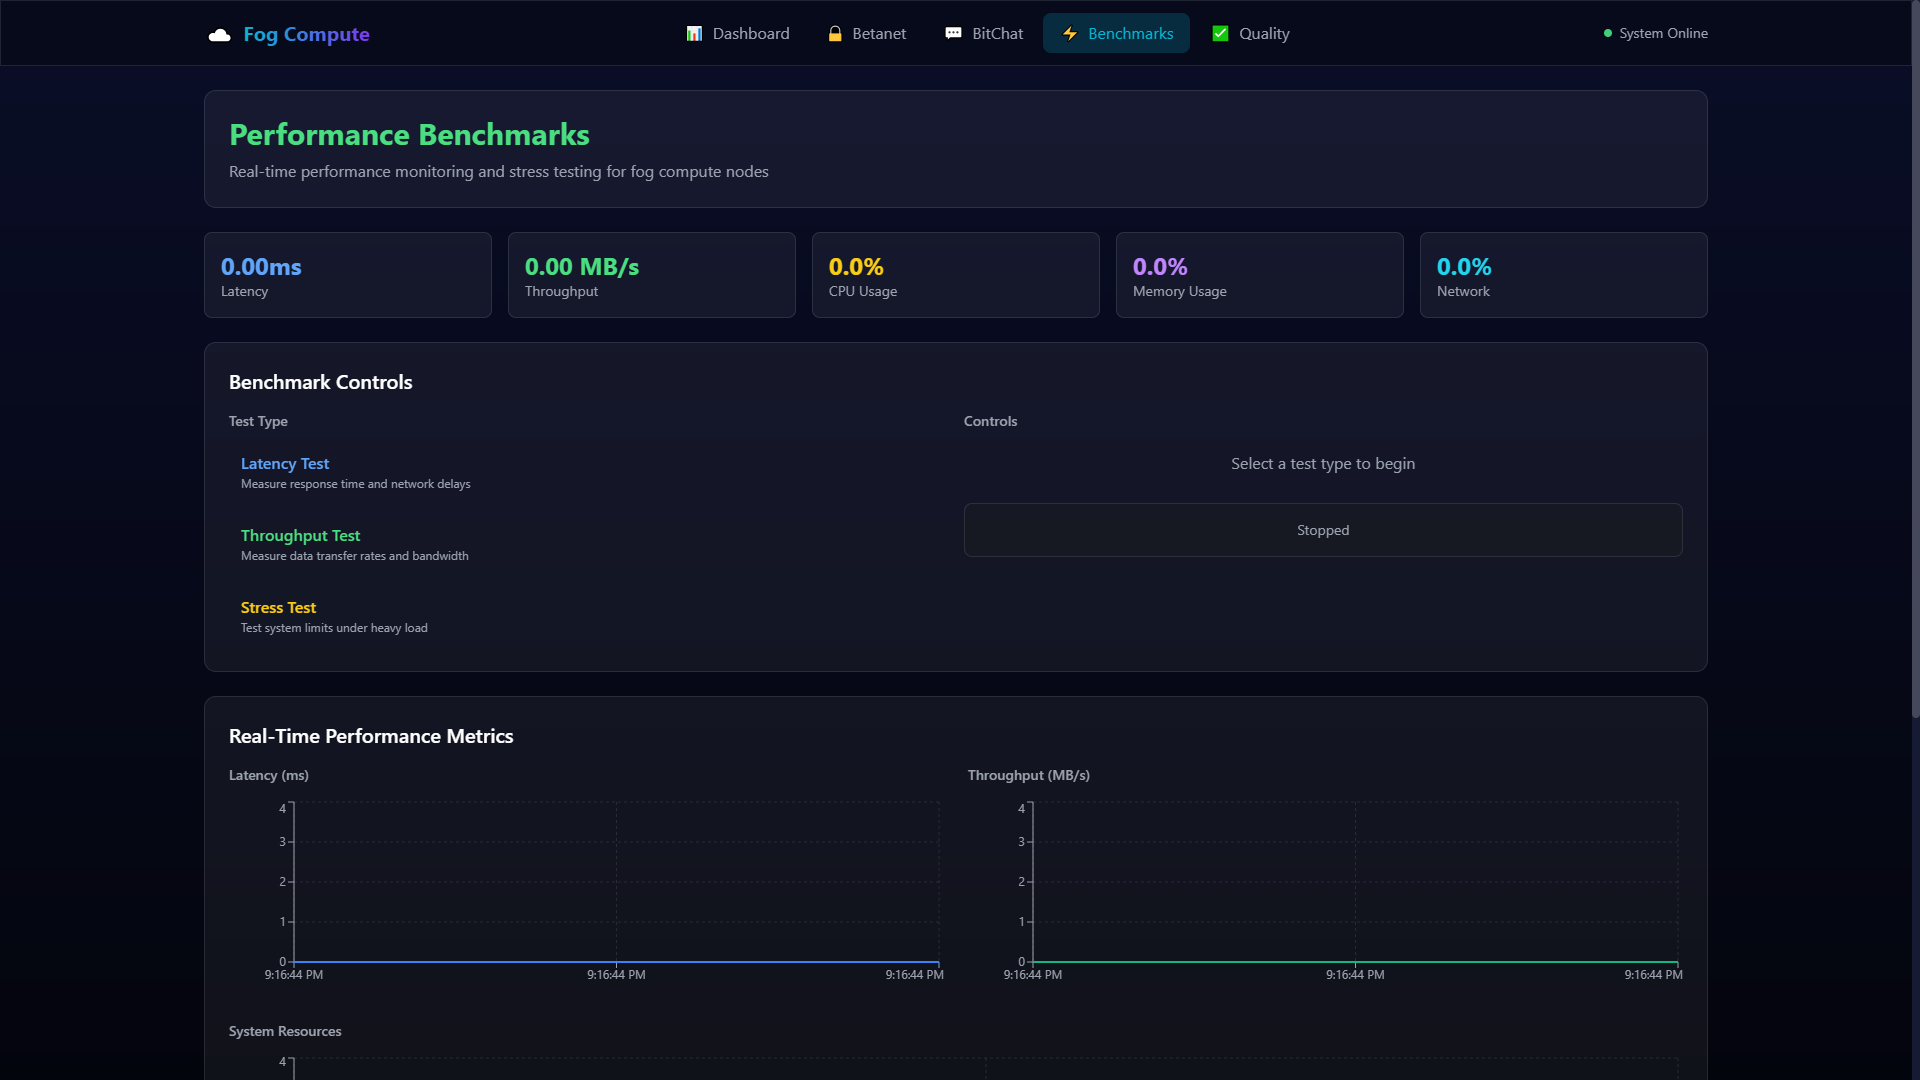 Fog Compute
Dashboard
Betanet
BitChat
Benchmarks
Quality
System Online
Performance Benchmarks
Real-time performance monitoring and stress testing for fog compute nodes
0.00ms
Latency
0.00 MB/s
Throughput
0.0%
CPU Usage
0.0%
Memory Usage
0.0%
Network
Benchmark Controls
Test Type
Latency Test
Measure response time and network delays
Throughput Test
Measure data transfer rates and bandwidth
Stress Test
Test system limits under heavy load
Controls
Select a test type to begin
Stopped
Real-Time Performance Metrics
Latency (ms)
4
3
2
1
0
9:16:44 PM
9:16:44 PM
9:16:44 PM
Throughput (MB/s)
4
3
2
1
0
9:16:44 PM
9:16:44 PM
9:16:44 PM
System Resources
4